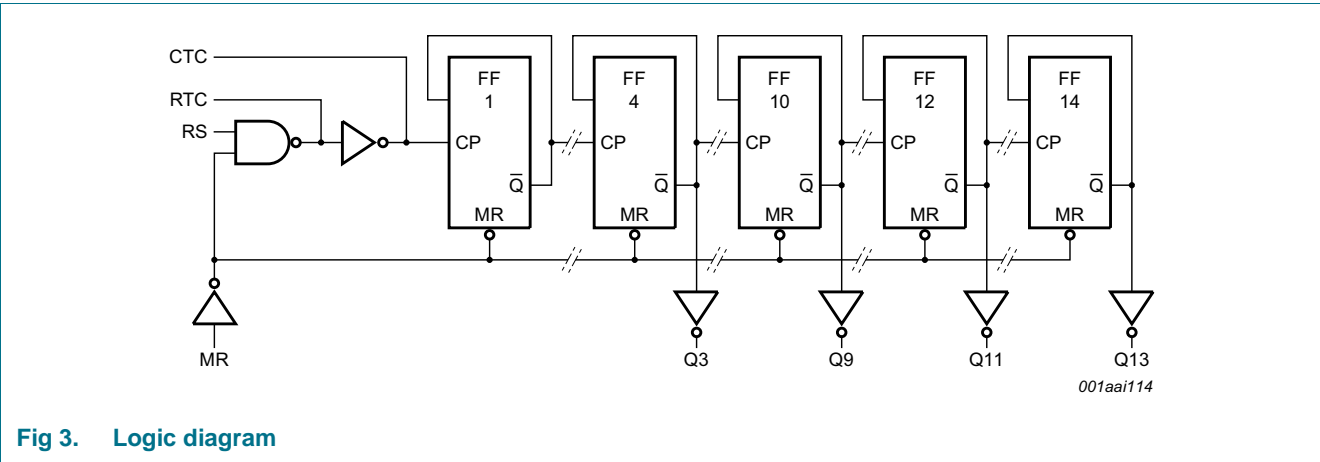 CTC
RTC
RS
FF FF FF FF FF
1 4 10 12 14
CP CP CP CP CP
Q Q Q Q Q
MR MR MR MR MR
MR Q3 Q9 Q11 Q13
001aai114
Fig 3. Logic diagram